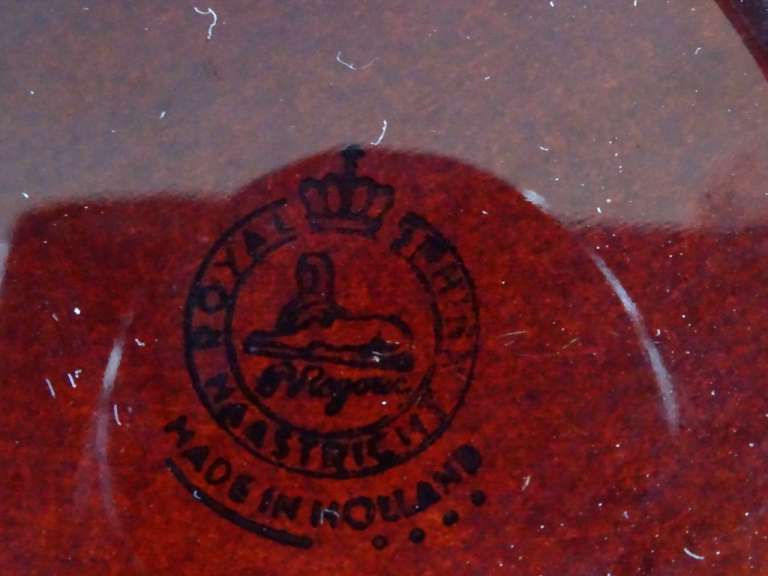 ROYAL SPHINX
MAASTRICHT
P. Regout
MADE IN HOLLAND